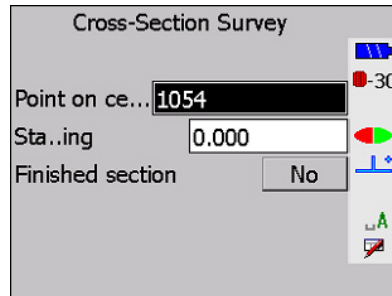 Cross-Section Survey
-30
Point on ce... 1054
Sta..ing 0.000
Finished section No
A